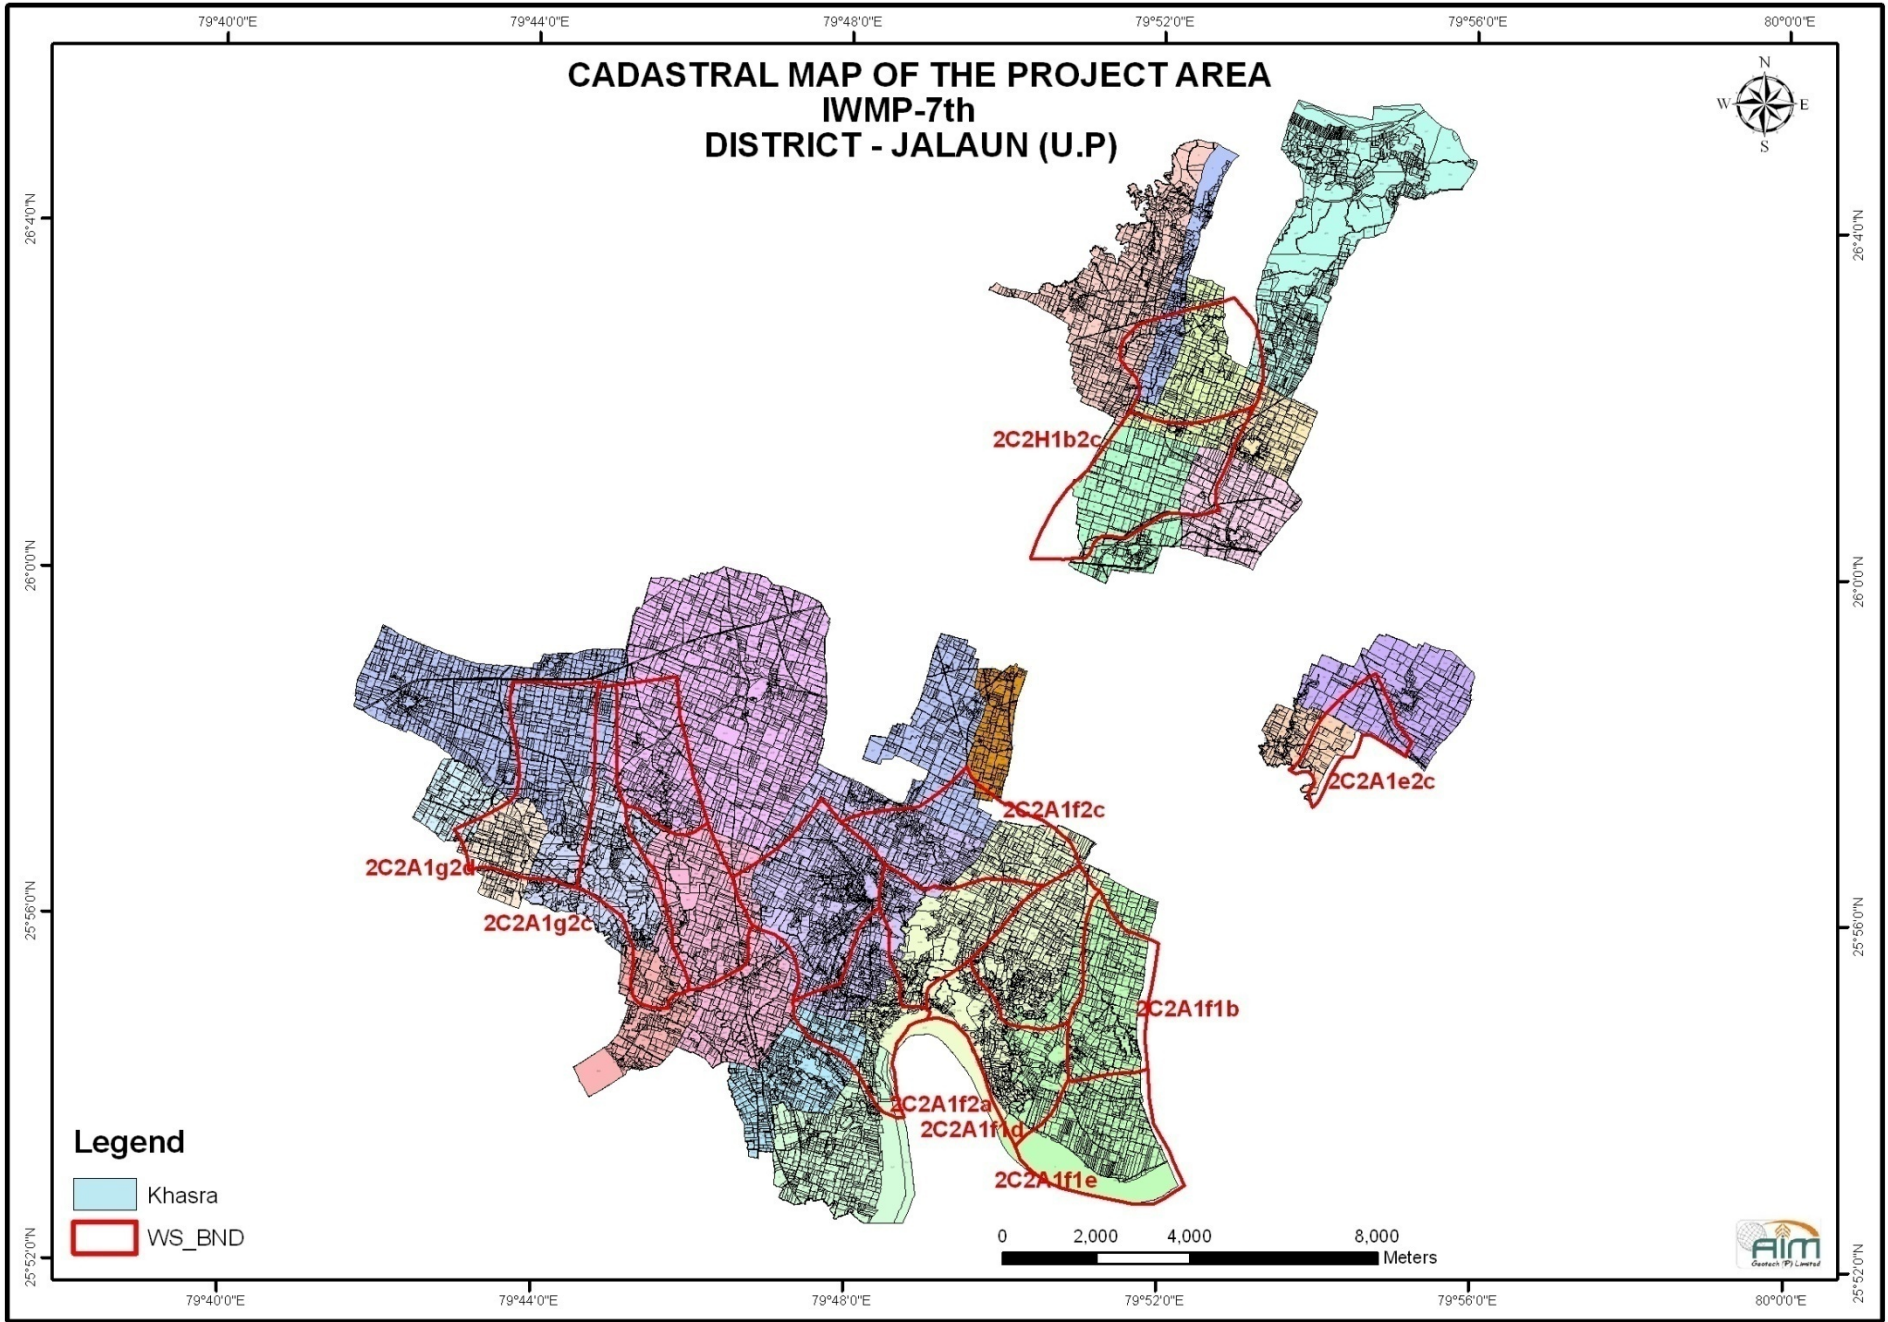 79°40'0"E 79°44'0"E 79°48'0"E 79°52'0"E 79°56'0"E 80°0'0"E
CADASTRAL MAP OF THE PROJECT AREA
IWMP-7th
DISTRICT - JALAUN (U.P)
N
W E
S
26°4'0"N 26°4'0"N
2C2H1b2c
26°0'0"N 26°0'0"N
2C2A1e2c
2C2A1f2c
2C2A1g2d
2C2A1g2c
25°56'0"N 25°56'0"N
2C2A1f1b
2C2A1f2a
2C2A1f1d
2C2A1f1e
Legend
Khasra
WS_BND
0 2,000 4,000 8,000
Meters
AIM
Geotech (P) Limited
25°52'0"N 25°52'0"N
79°40'0"E 79°44'0"E 79°48'0"E 79°52'0"E 79°56'0"E 80°0'0"E